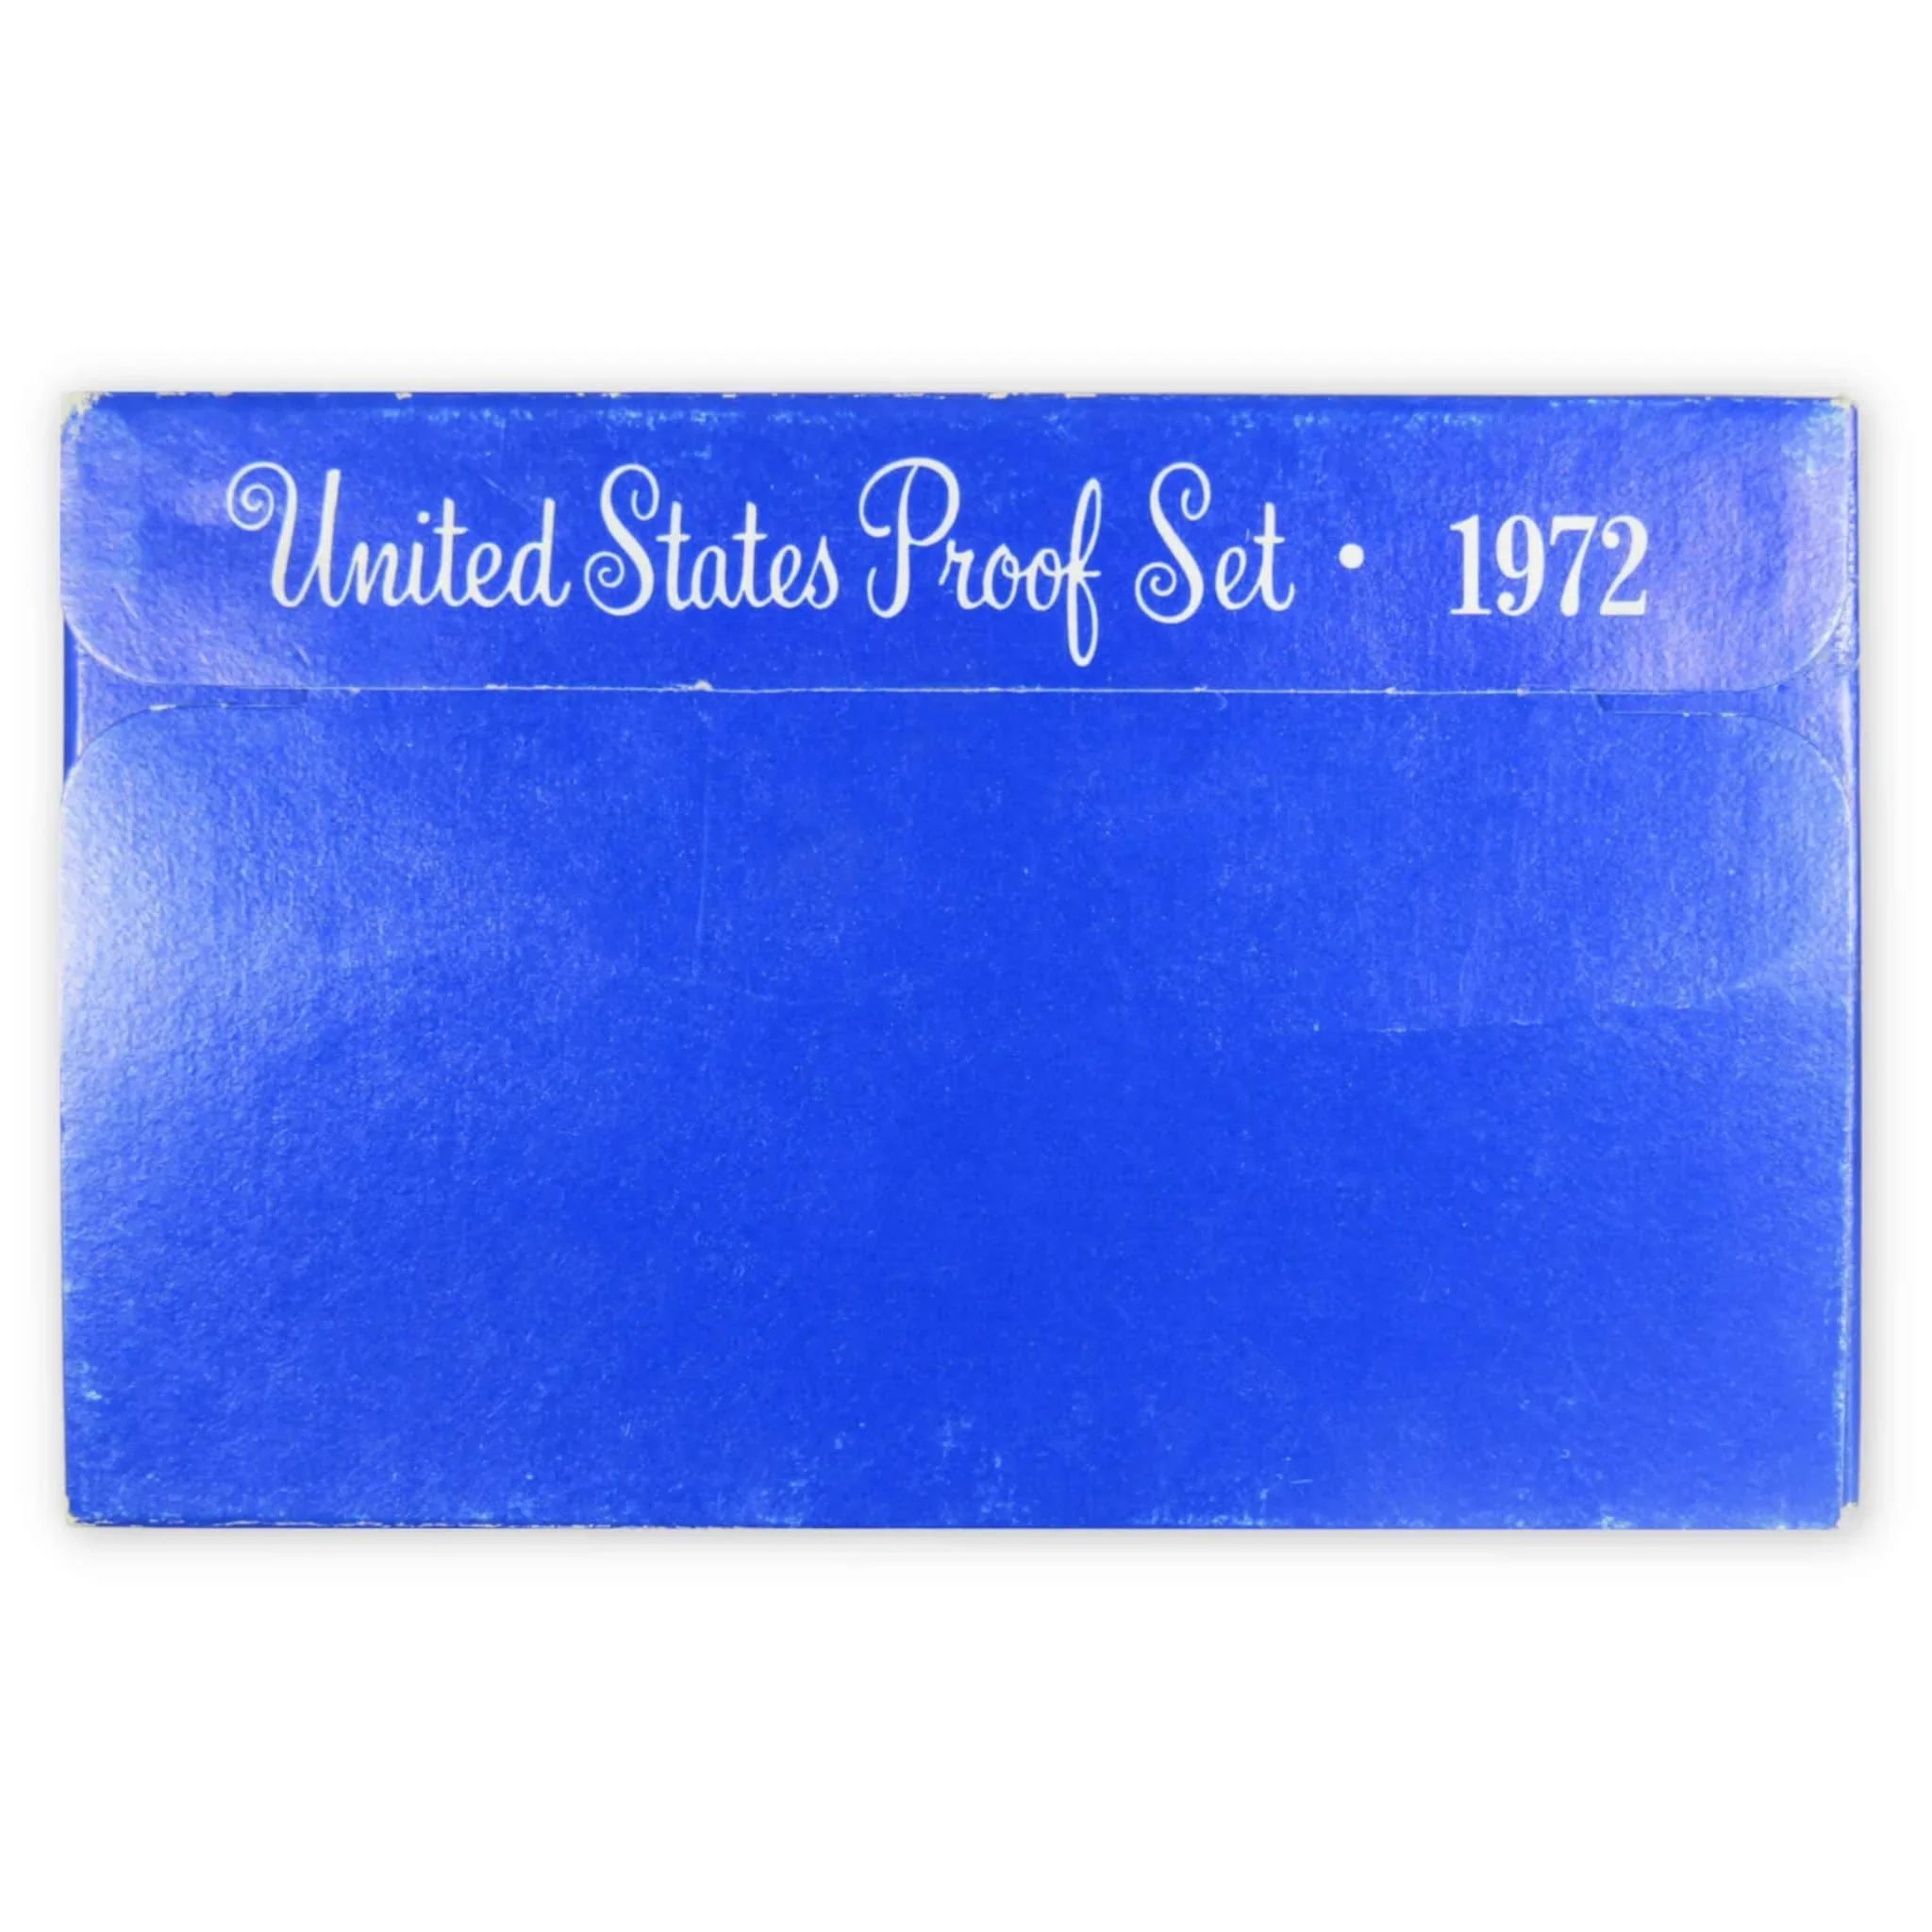 United States Proof Set • 1972